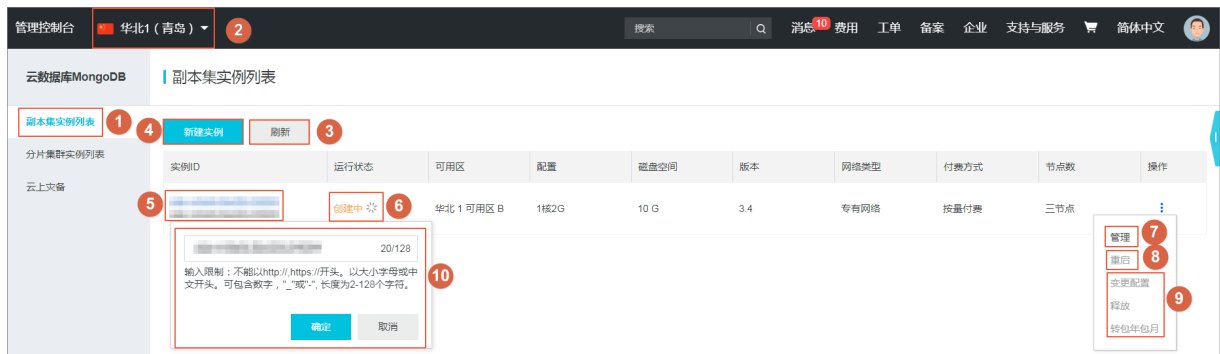 管理控制台 华北1（青岛） 2 搜索 消息 10 费用 工单 备案 企业 支持与服务 简体中文
云数据库MongoDB 副本集实例列表
副本集实例列表 1 4 新建实例 刷新 3
分片集群实例列表
实例ID 运行状态 可用区 配置 磁盘空间 版本 网络类型 付费方式 节点数 操作
云上灾备
5 创建中 6 华北 1 可用区 B 1核2G 10 G 3.4 专有网络 按量付费 三节点
管理 7
20/128
重启 8
输入限制：不能以http://,https://开头。以大小字母或中
文开头。可包含数字，"_"或"-", 长度为2-128个字符。
10
变更配置
释放 9
确定 取消
转包年包月